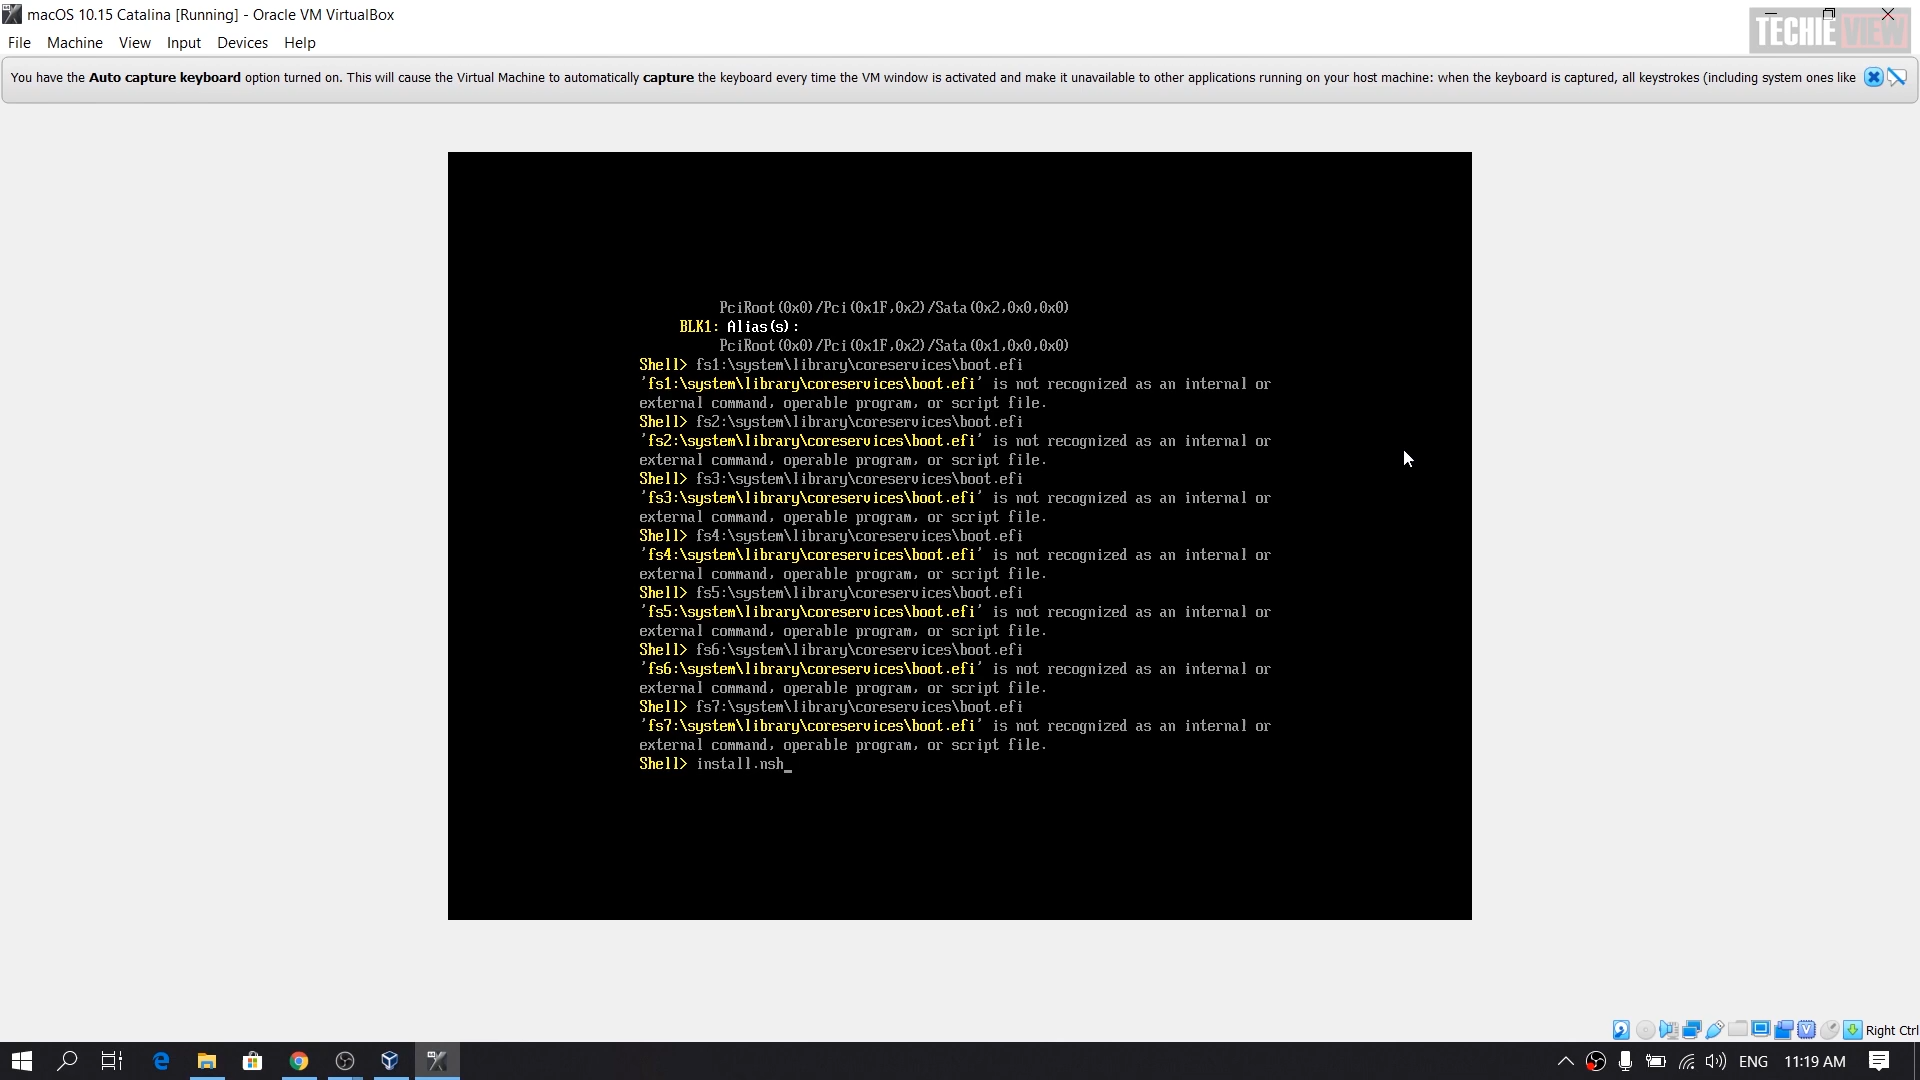 macOS 10.15 Catalina [Running] - Oracle VM VirtualBox
TECHIE VIEW
File Machine View Input Devices Help
You have the Auto capture keyboard option turned on. This will cause the Virtual Machine to automatically capture the keyboard every time the VM window is activated and make it unavailable to other applications running on your host machine: when the keyboard is captured, all keystrokes (including system ones like
PciRoot(0x0)/Pci(0x1F,0x2)/Sata(0x2,0x0,0x0)
BLK1: Alias(s):
PciRoot(0x0)/Pci(0x1F,0x2)/Sata(0x1,0x0,0x0)
Shell> fs1:\system\library\coreservices\boot.efi
'fs1:\system\library\coreservices\boot.efi' is not recognized as an internal or
external command, operable program, or script file.
Shell> fs2:\system\library\coreservices\boot.efi
'fs2:\system\library\coreservices\boot.efi' is not recognized as an internal or
external command, operable program, or script file.
Shell> fs3:\system\library\coreservices\boot.efi
'fs3:\system\library\coreservices\boot.efi' is not recognized as an internal or
external command, operable program, or script file.
Shell> fs4:\system\library\coreservices\boot.efi
'fs4:\system\library\coreservices\boot.efi' is not recognized as an internal or
external command, operable program, or script file.
Shell> fs5:\system\library\coreservices\boot.efi
'fs5:\system\library\coreservices\boot.efi' is not recognized as an internal or
external command, operable program, or script file.
Shell> fs6:\system\library\coreservices\boot.efi
'fs6:\system\library\coreservices\boot.efi' is not recognized as an internal or
external command, operable program, or script file.
Shell> fs7:\system\library\coreservices\boot.efi
'fs7:\system\library\coreservices\boot.efi' is not recognized as an internal or
external command, operable program, or script file.
Shell> install.nsh_
Right Ctrl
ENG 11:19 AM